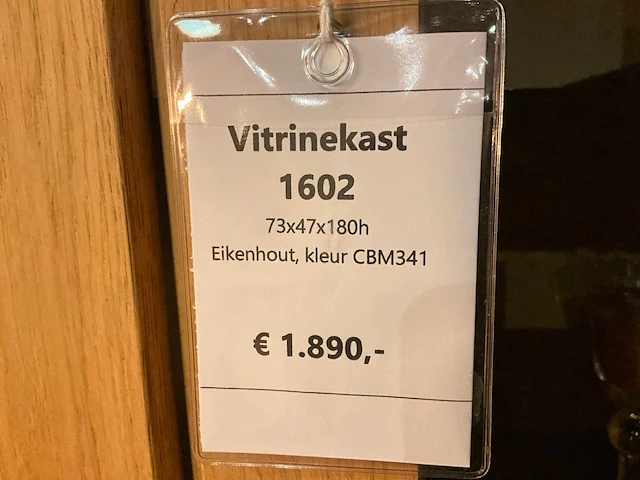 Vitrinekast
1602
73x47x180h
Eikenhout, kleur CBM341
€ 1.890,-